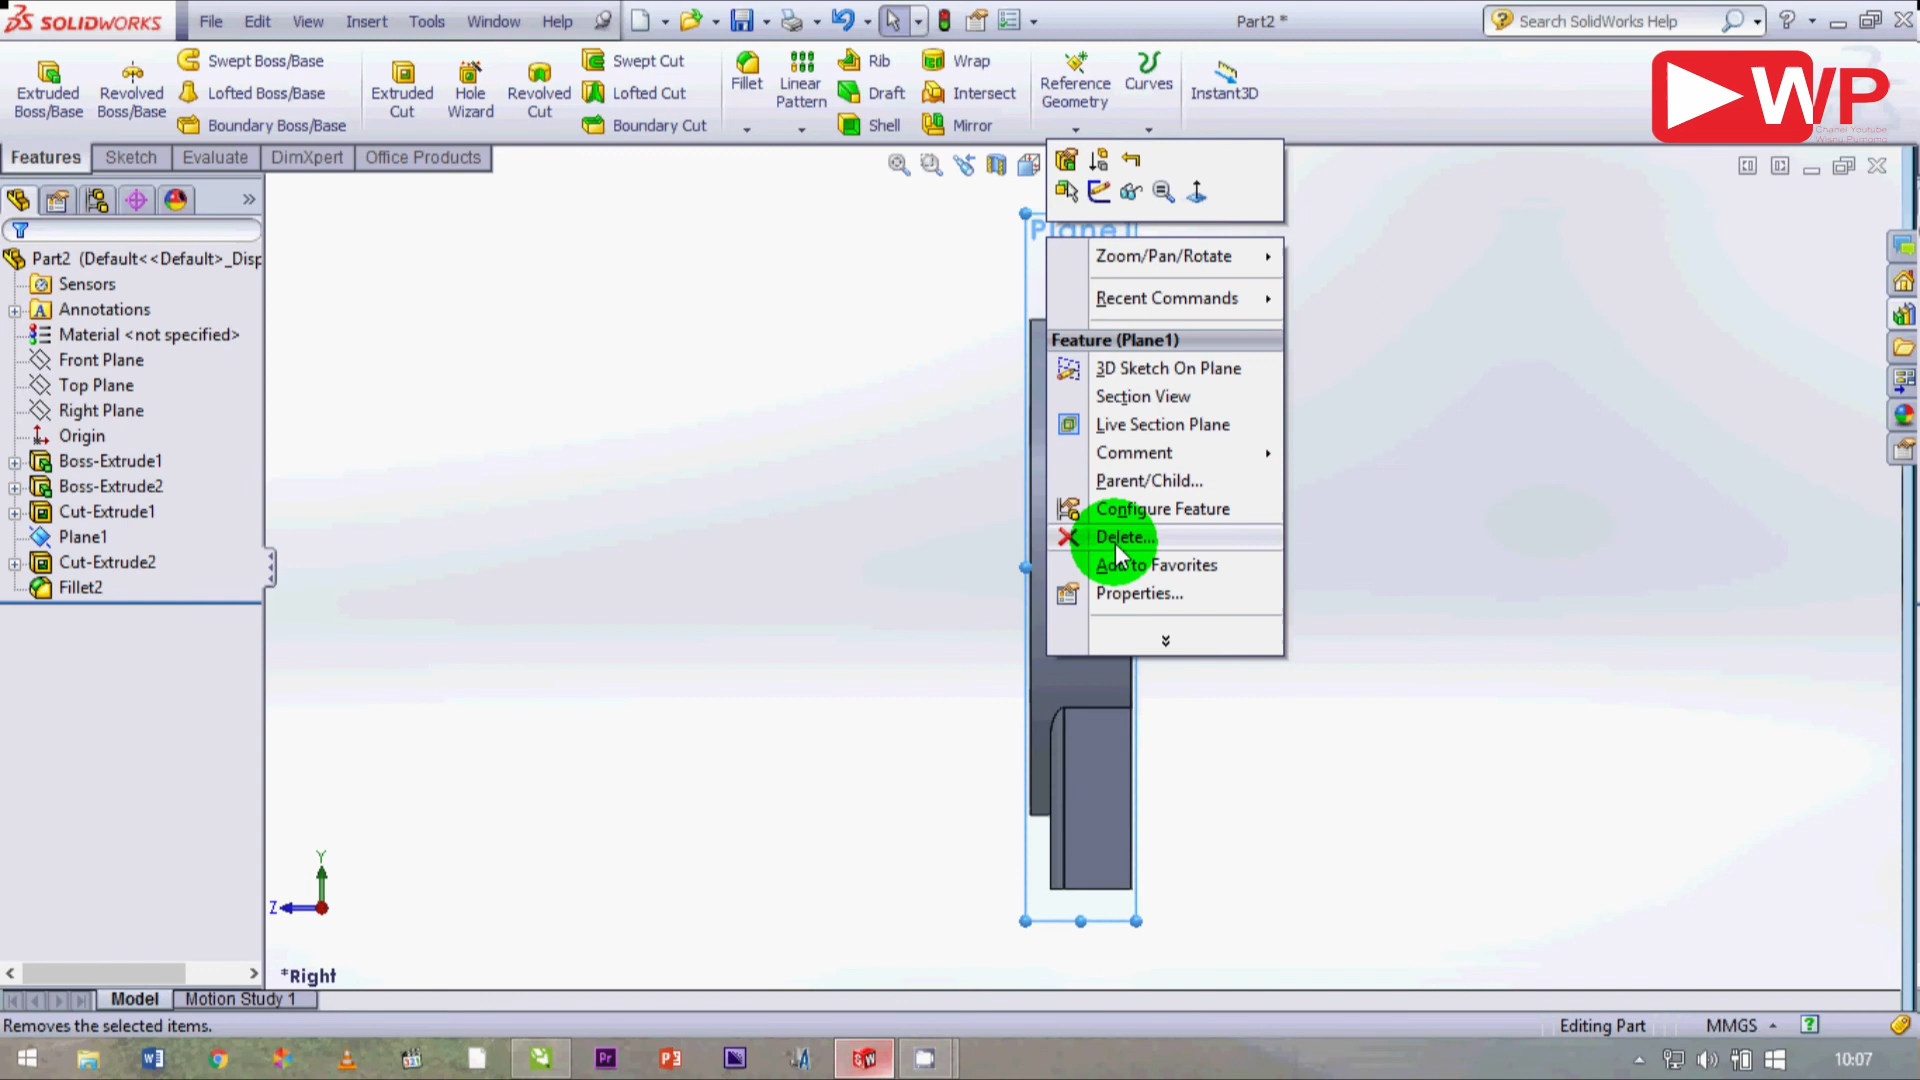 SOLIDWORKS File Edit View Insert Tools Window Help Part2 * Search SolidWorks Help
Extruded Boss/Base
Revolved Boss/Base
Swept Boss/Base
Lofted Boss/Base
Boundary Boss/Base
Extruded Cut
Hole Wizard
Revolved Cut
Swept Cut
Lofted Cut
Boundary Cut
Fillet
Linear Pattern
Rib
Draft
Shell
Wrap
Intersect
Mirror
Reference Geometry
Curves
Instant3D
WP
Chanel Youtube
Wisnu Purnomo
Features Sketch Evaluate DimXpert Office Products
Part2 (Default<<Default>_Disp
Sensors
Annotations
Material <not specified>
Front Plane
Top Plane
Right Plane
Origin
Boss-Extrude1
Boss-Extrude2
Cut-Extrude1
Plane1
Cut-Extrude2
Fillet2
Zoom/Pan/Rotate
Recent Commands
Feature (Plane1)
3D Sketch On Plane
Section View
Live Section Plane
Comment
Parent/Child...
Configure Feature
Delete...
Add to Favorites
Properties...
Y
Z
*Right
Model Motion Study 1
Removes the selected items. Editing Part MMGS
10:07